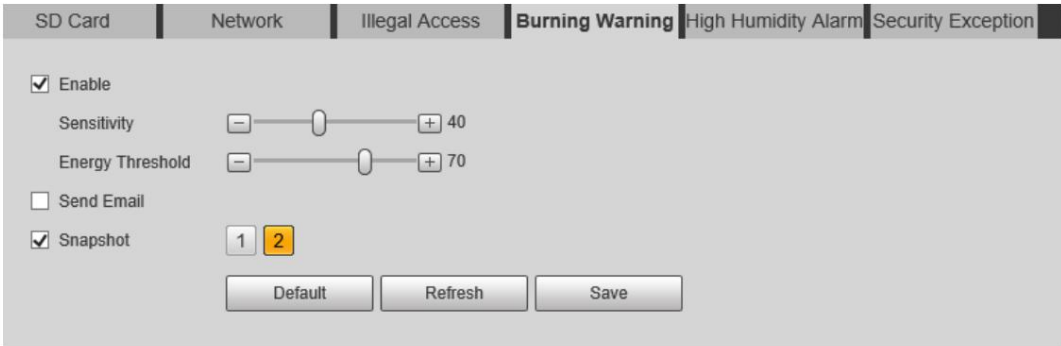 SD Card Network Illegal Access Burning Warning High Humidity Alarm Security Exception
Enable
Sensitivity 40
Energy Threshold 70
Send Email
Snapshot 1 2
Default Refresh Save